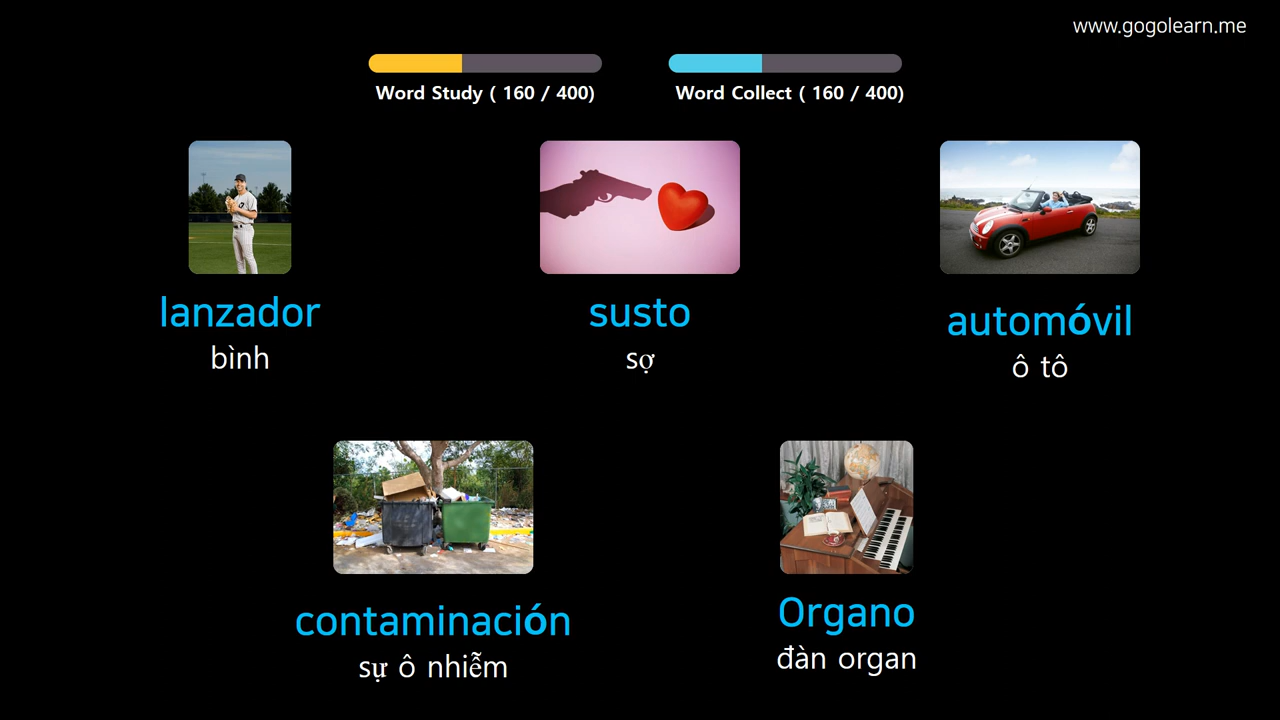 www.gogolearn.me
Word Study ( 160 / 400)
Word Collect ( 160 / 400)
lanzador
bình
susto
sợ
automóvil
ô tô
contaminación
sự ô nhiễm
Organo
đàn organ